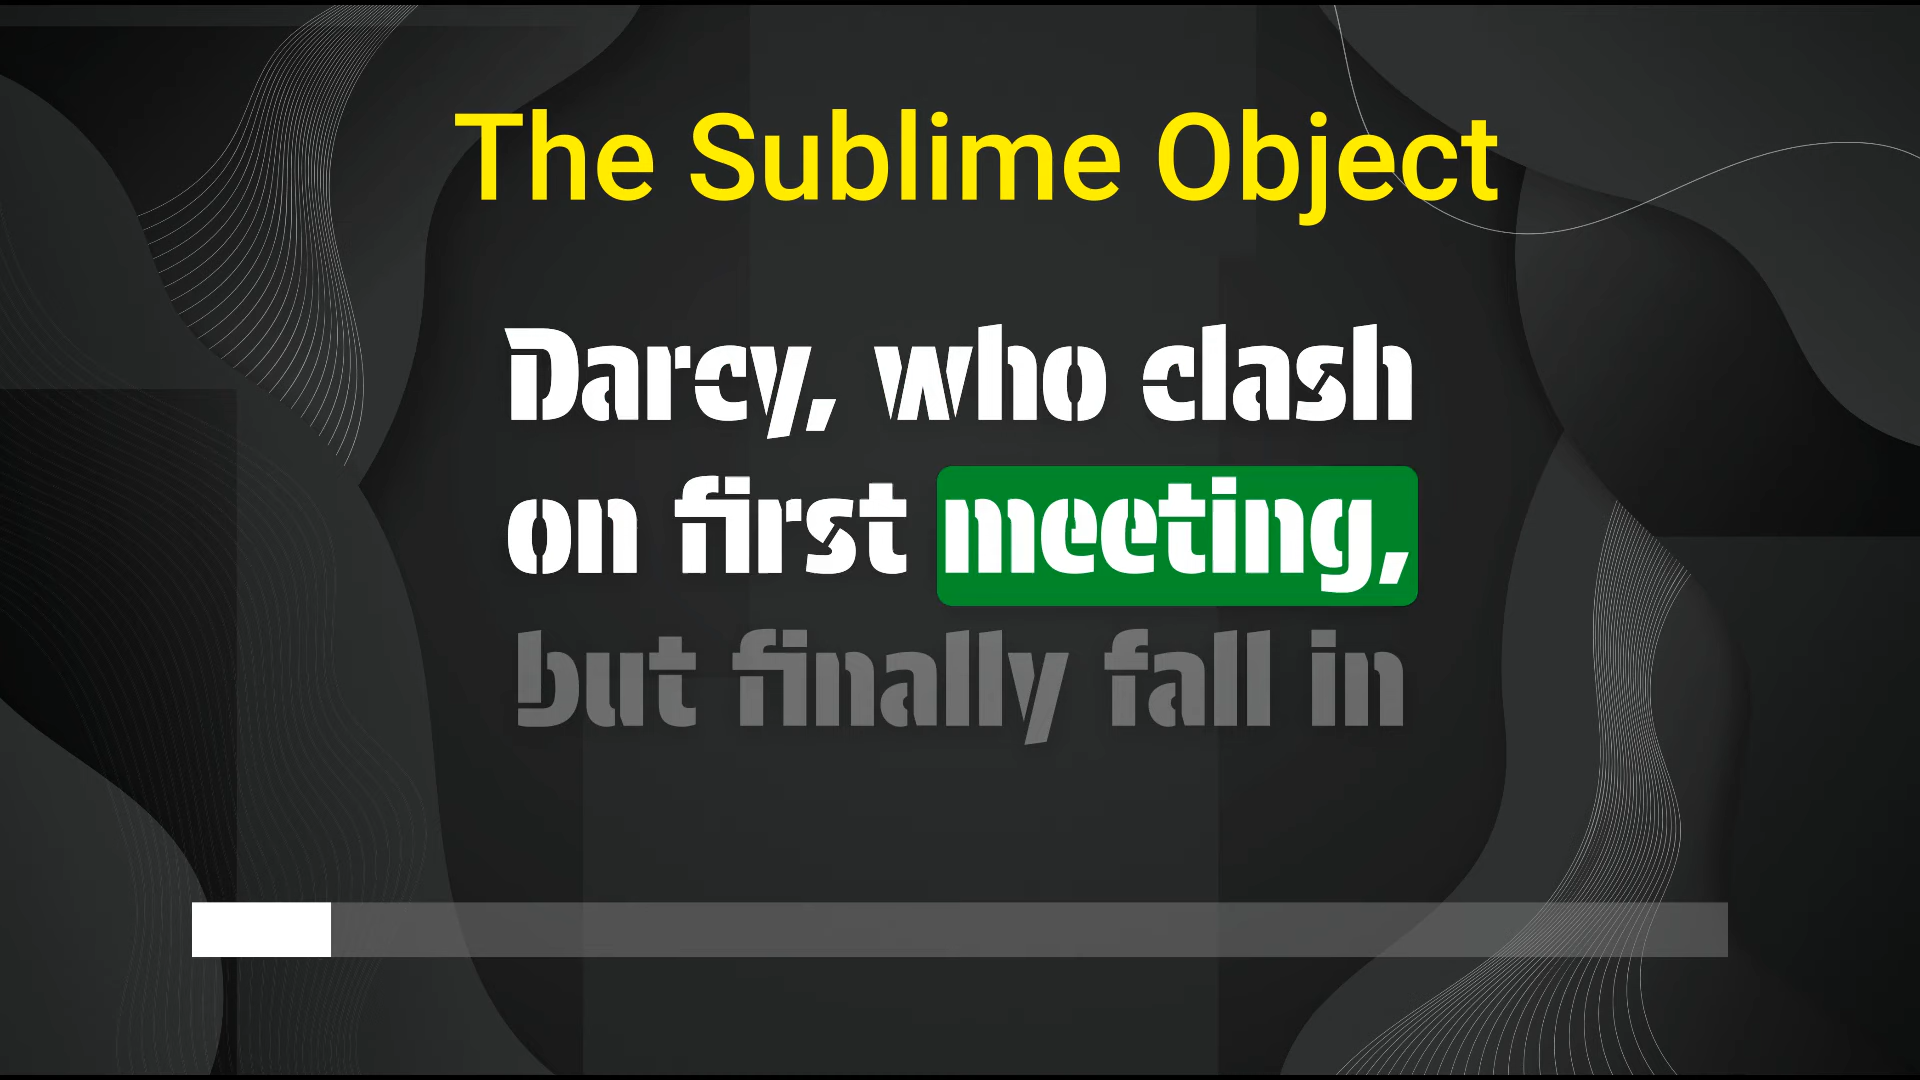 The Sublime Object
Darcy, who clash
on first meeting,
but finally fall in